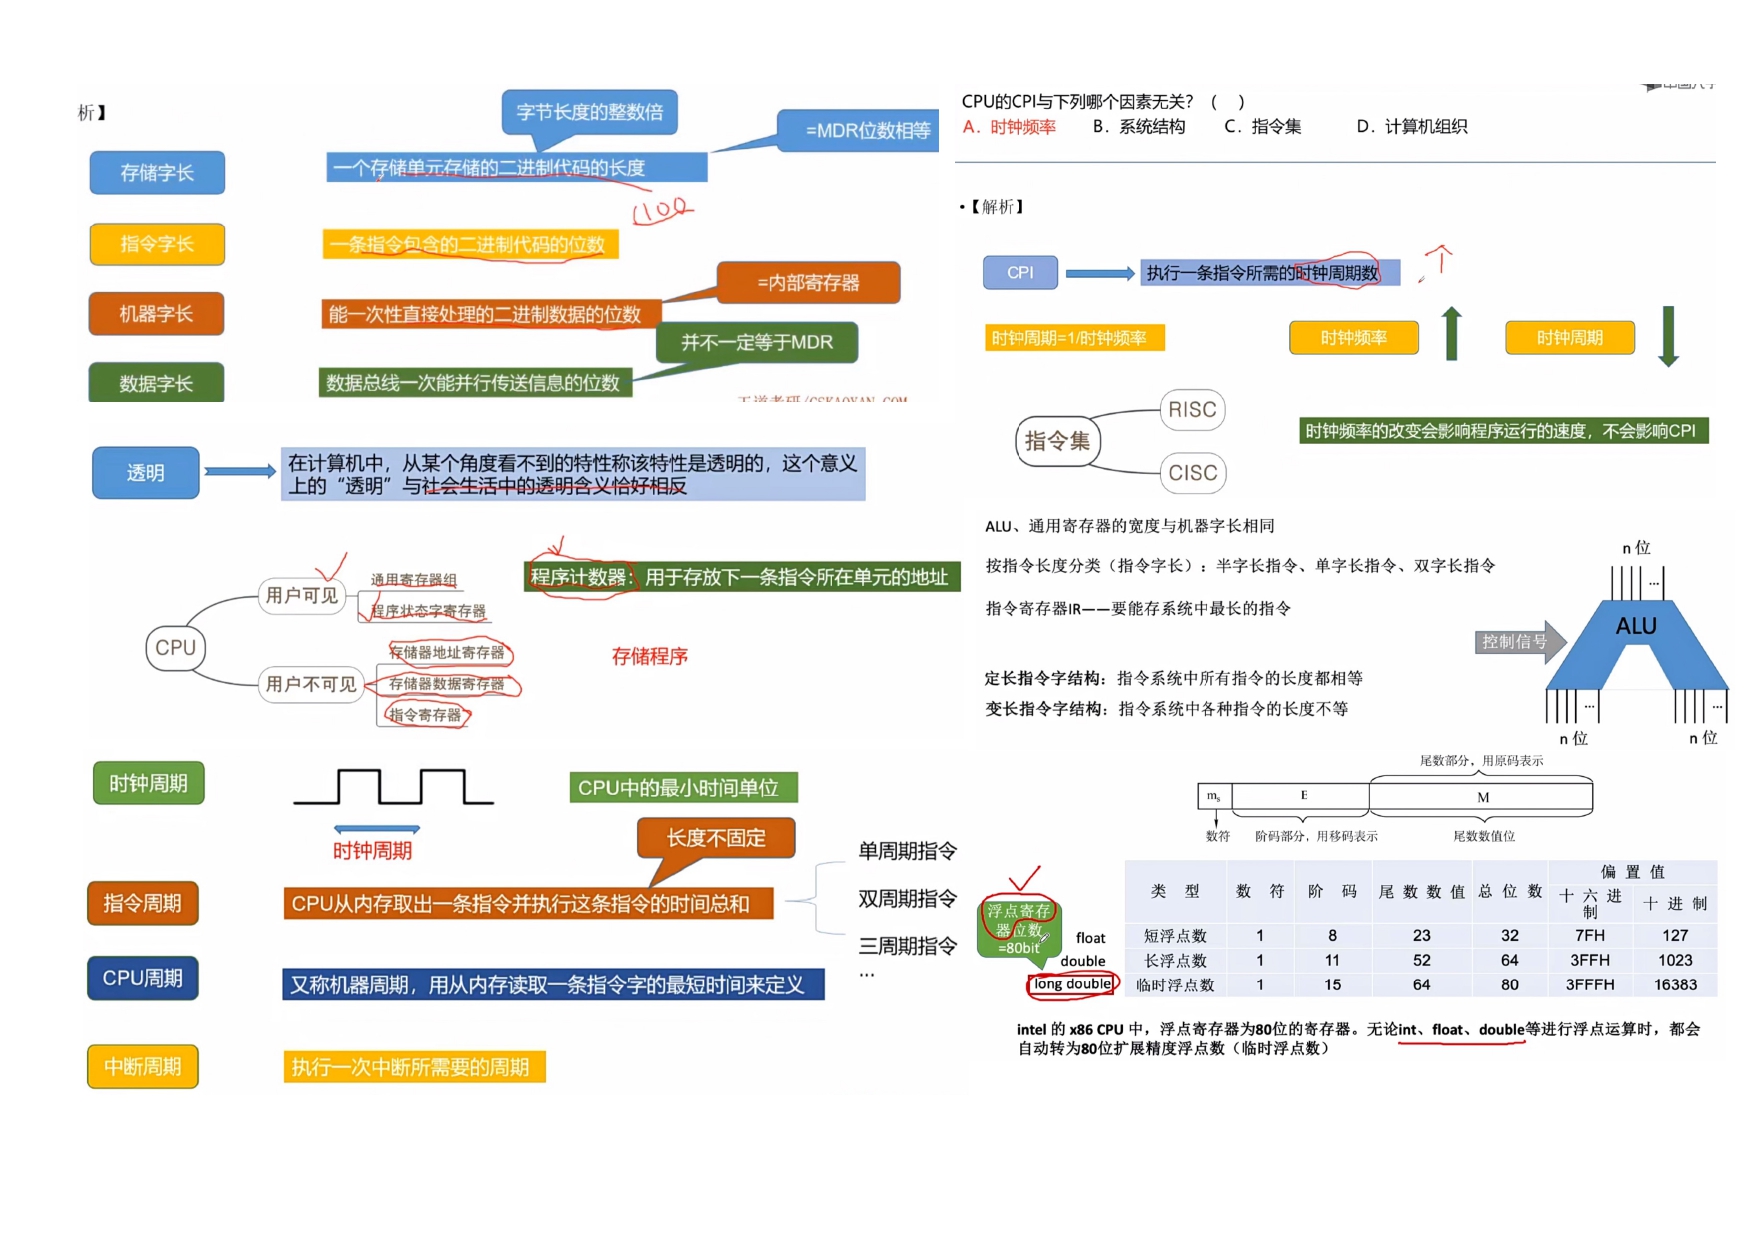 析】
字节长度的整数倍
=MDR位数相等
存储字长
一个存储单元存储的二进制代码的长度
1100
指令字长
一条指令包含的二进制代码的位数
=内部寄存器
机器字长
能一次性直接处理的二进制数据的位数
并不一定等于MDR
数据字长
数据总线一次能并行传送信息的位数
透明
在计算机中，从某个角度看不到的特性称该特性是透明的，这个意义
上的“透明”与社会生活中的透明含义恰好相反
CPU
用户可见
通用寄存器组
程序状态字寄存器
用户不可见
存储器地址寄存器
存储器数据寄存器
指令寄存器
程序计数器：用于存放下一条指令所在单元的地址
存储程序
时钟周期
时钟周期
CPU中的最小时间单位
长度不固定
指令周期
CPU从内存取出一条指令并执行这条指令的时间总和
单周期指令
双周期指令
三周期指令
...
CPU周期
又称机器周期，用从内存读取一条指令字的最短时间来定义
中断周期
执行一次中断所需要的周期
CPU的CPI与下列哪个因素无关？（ ）
A. 时钟频率 B. 系统结构 C. 指令集 D. 计算机组织
•【解析】
CPI
执行一条指令所需的时钟周期数
时钟周期=1/时钟频率
时钟频率
时钟周期
指令集
RISC
CISC
时钟频率的改变会影响程序运行的速度，不会影响CPI
ALU、通用寄存器的宽度与机器字长相同
按指令长度分类（指令字长）：半字长指令、单字长指令、双字长指令
指令寄存器IR——要能存系统中最长的指令
定长指令字结构：指令系统中所有指令的长度都相等
变长指令字结构：指令系统中各种指令的长度不等
n 位
...
ALU
控制信号
... ...
n 位 n 位
尾数部分，用原码表示
ms E M
数符 阶码部分，用移码表示 尾数数值位
浮点寄存
器位数
=80bit
类 型 数 符 阶 码 尾数数值 总位数 偏置值
十六进制 十进制
float 短浮点数 1 8 23 32 7FH 127
double 长浮点数 1 11 52 64 3FFH 1023
long double 临时浮点数 1 15 64 80 3FFFH 16383
intel 的 x86 CPU 中，浮点寄存器为80位的寄存器。无论int、float、double等进行浮点运算时，都会
自动转为80位扩展精度浮点数（临时浮点数）